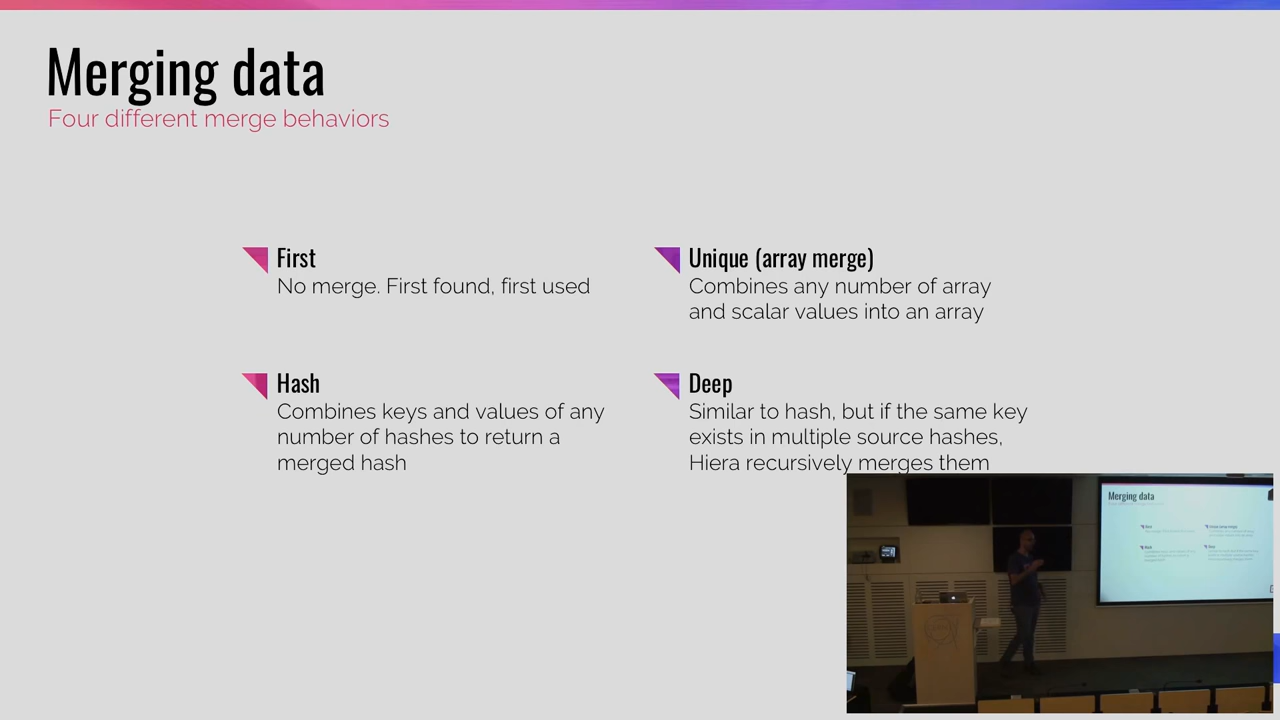 Merging data
Four different merge behaviors
First
No merge. First found, first used
Unique (array merge)
Combines any number of array
and scalar values into an array
Hash
Combines keys and values of any
number of hashes to return a
merged hash
Deep
Similar to hash, but if the same key
exists in multiple source hashes,
Hiera recursively merges them
Merging data